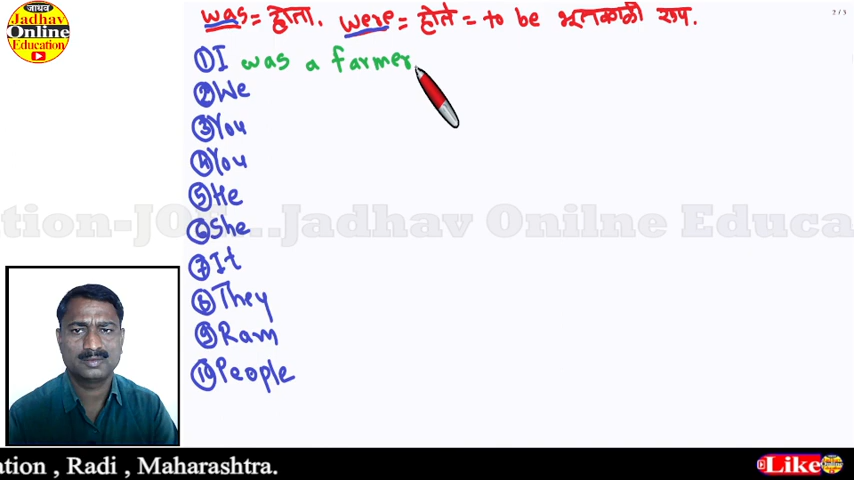 जाधव
Jadhav
Online
Education
was = होता. were = होते = to be भूतकाळी रूप.
2/5
① I was a farmer
② We
③ You
④ You
⑤ He
tion-JO...Jadhav Onilne Educa
⑥ She
⑦ It
⑧ They
⑨ Ram
⑩ People
ation , Radi , Maharashtra.
Like